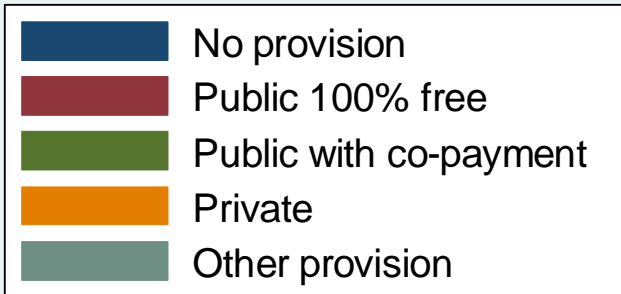 No provision
Public 100% free
Public with co-payment
Private
Other provision